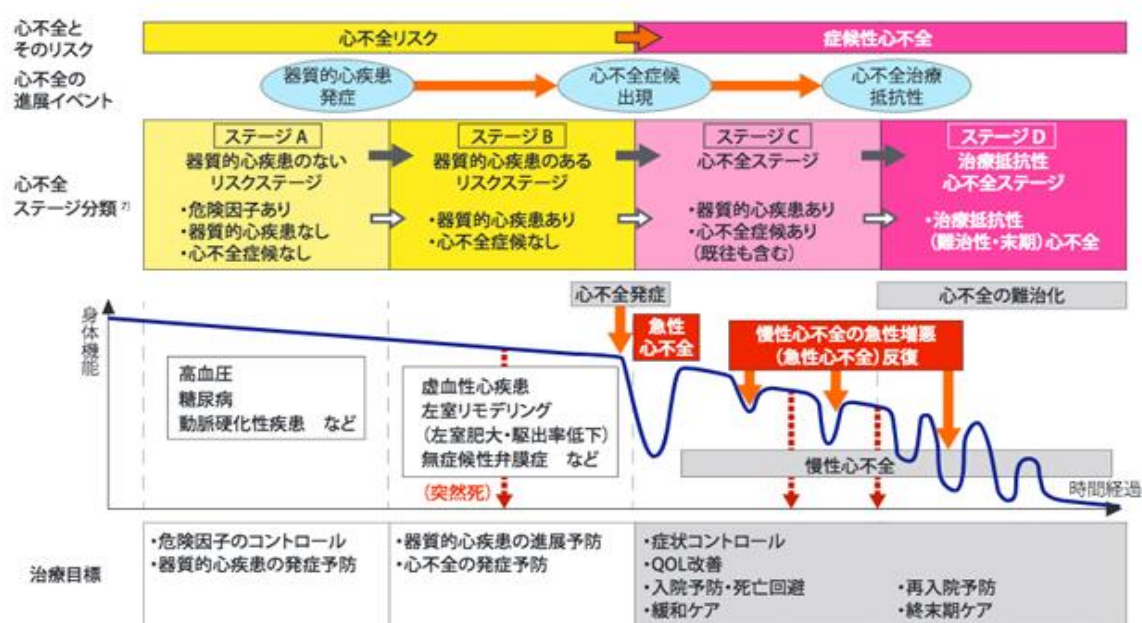 心不全と
そのリスク
心不全リスク
症候性心不全
心不全の
進展イベント
器質的心疾患
発症
心不全症候
出現
心不全治療
抵抗性
心不全
ステージ分類 2)
ステージA
器質的心疾患のない
リスクステージ
・危険因子あり
・器質的心疾患なし
・心不全症候なし
ステージB
器質的心疾患のある
リスクステージ
・器質的心疾患あり
・心不全症候なし
ステージC
心不全ステージ
・器質的心疾患あり
・心不全症候あり
(既往も含む)
ステージD
治療抵抗性
心不全ステージ
・治療抵抗性
(難治性・末期)心不全
心不全発症
心不全の難治化
身体機能
急性
心不全
慢性心不全の急性増悪
(急性心不全)反復
高血圧
糖尿病
動脈硬化性疾患 など
虚血性心疾患
左室リモデリング
(左室肥大・駆出率低下)
無症候性弁膜症 など
(突然死)
慢性心不全
時間経過
治療目標
・危険因子のコントロール
・器質的心疾患の発症予防
・器質的心疾患の進展予防
・心不全の発症予防
・症状コントロール
・QOL改善
・入院予防・死亡回避
・緩和ケア
・再入院予防
・終末期ケア